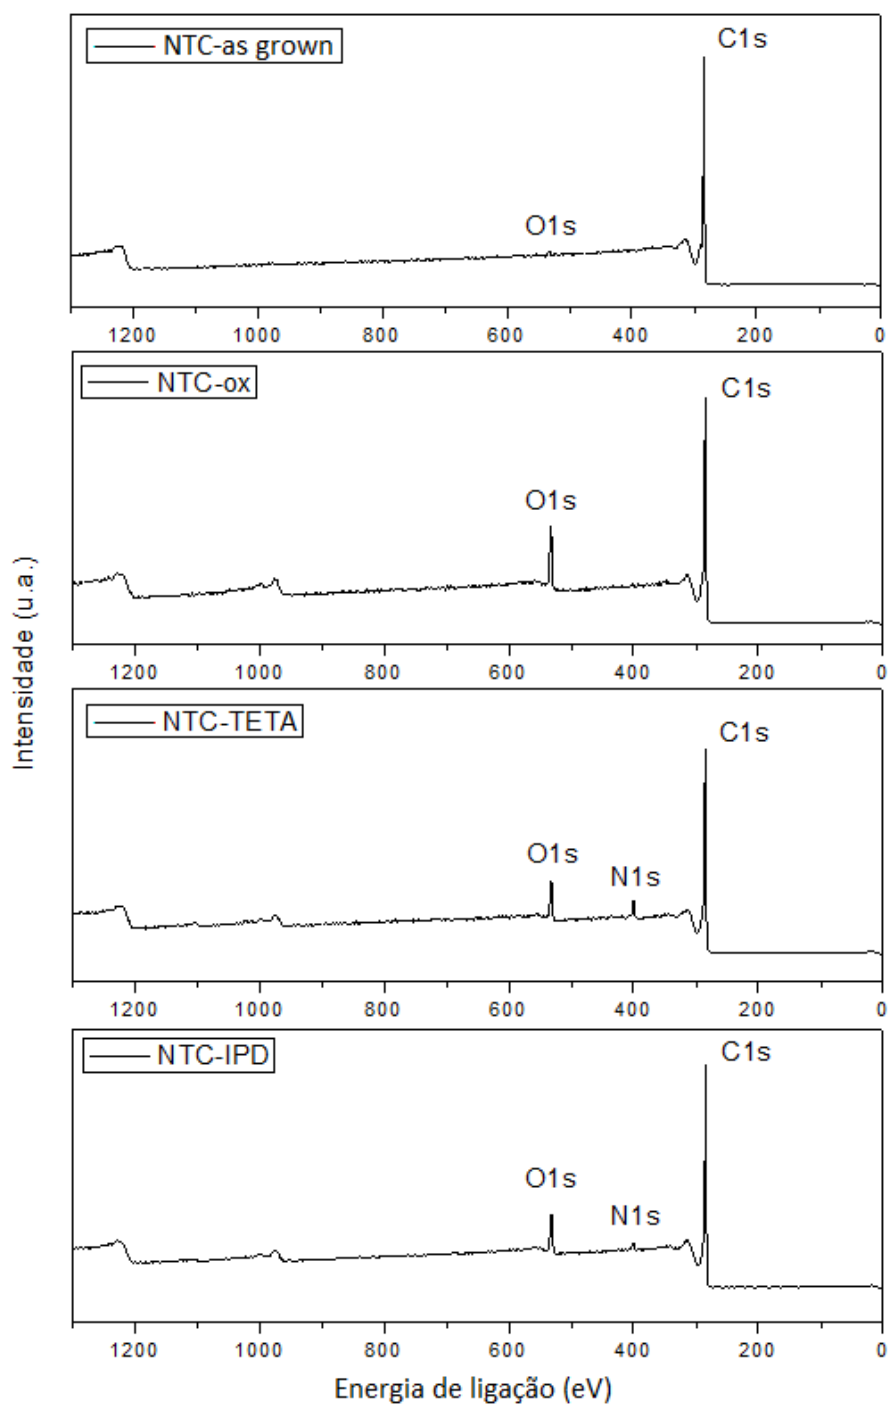 NTC-as grown
C1s
O1s
1200 1000 800 600 400 200 0
NTC-ox
C1s
O1s
1200 1000 800 600 400 200 0
NTC-TETA
C1s
O1s
N1s
1200 1000 800 600 400 200 0
NTC-IPD
C1s
O1s
N1s
1200 1000 800 600 400 200 0
Intensidade (u.a.)
Energia de ligação (eV)